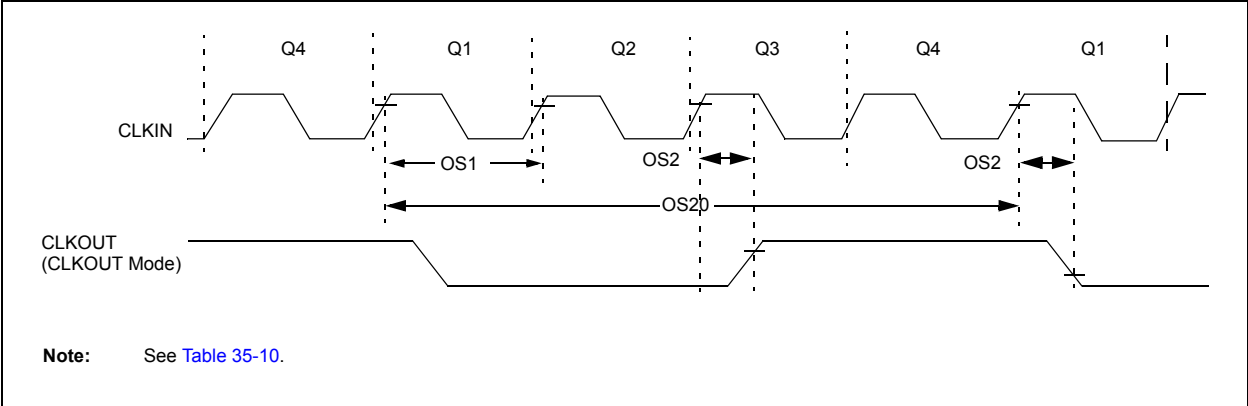 Q4 Q1 Q2 Q3 Q4 Q1
CLKIN
OS1 OS2 OS2
OS20
CLKOUT
(CLKOUT Mode)
Note: See Table 35-10.